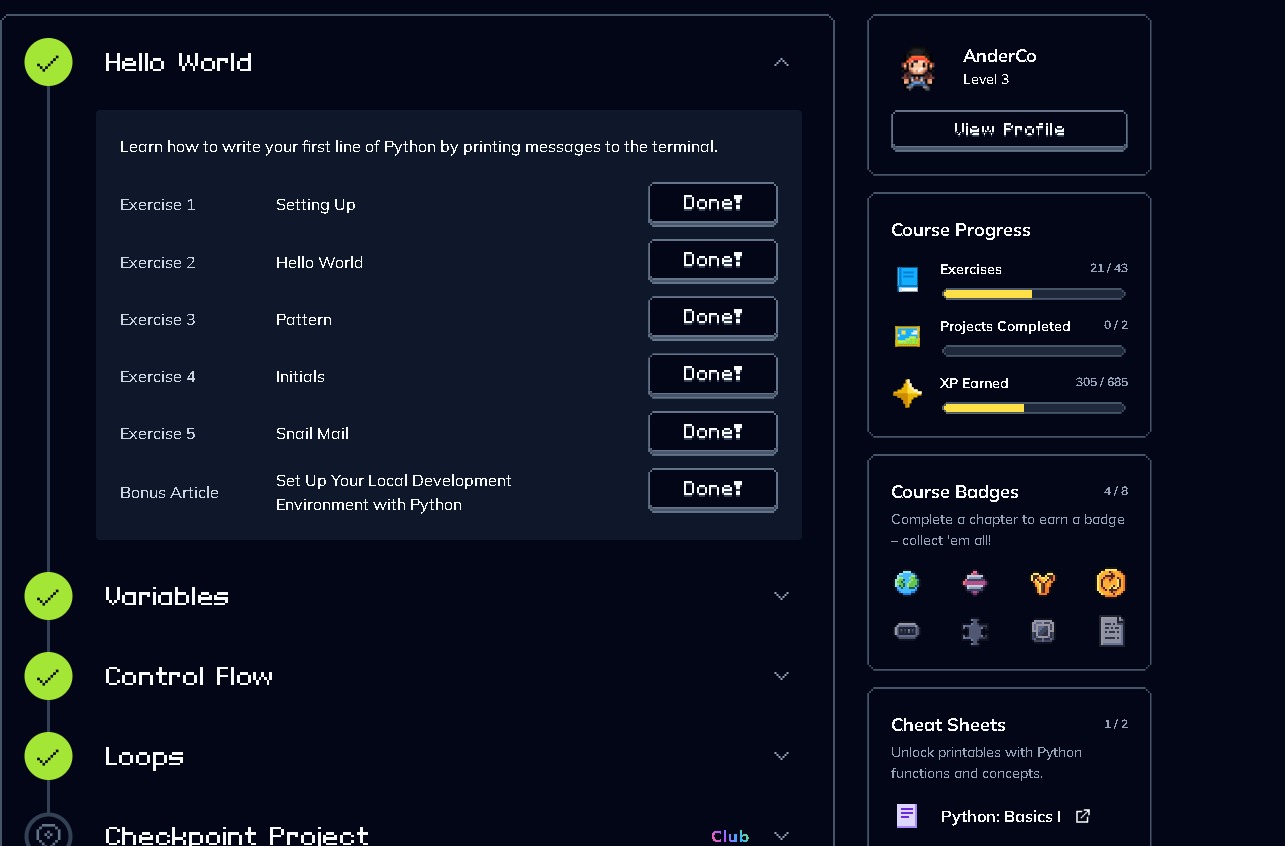 Hello World
Learn how to write your first line of Python by printing messages to the terminal.
Exercise 1 Setting Up Done!
Exercise 2 Hello World Done!
Exercise 3 Pattern Done!
Exercise 4 Initials Done!
Exercise 5 Snail Mail Done!
Bonus Article Set Up Your Local Development
Environment with Python Done!
Variables
Control Flow
Loops
Checkpoint Project Club
AnderCo
Level 3
View Profile
Course Progress
Exercises 21 / 43
Projects Completed 0 / 2
XP Earned 305 / 685
Course Badges 4 / 8
Complete a chapter to earn a badge
– collect 'em all!
Cheat Sheets 1 / 2
Unlock printables with Python
functions and concepts.
Python: Basics I